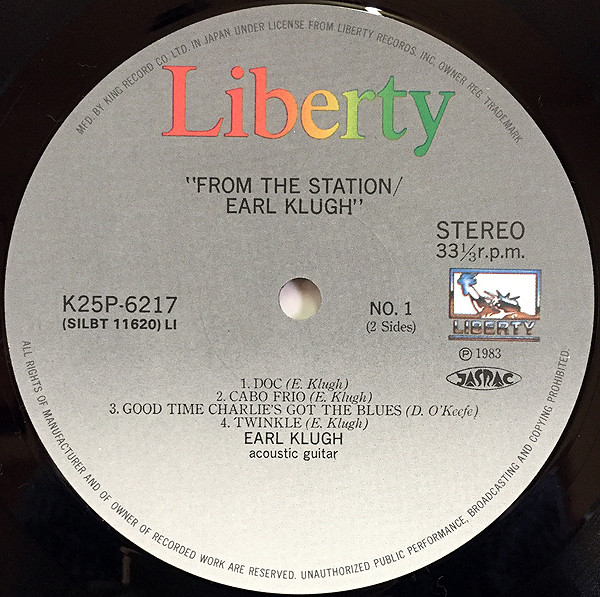 MFD. BY KING RECORD CO. LTD. IN JAPAN UNDER LICENSE FROM LIBERTY RECORDS, INC. OWNER REG. TRADEMARK
Liberty
"FROM THE STATION/
EARL KLUGH"
STEREO
33 1/3 r.p.m.
K25P-6217
(SILBT 11620) LI
NO. 1
(2 Sides)
LIBERTY
Ⓟ 1983
JASRAC
1. DOC (E. Klugh)
2. CABO FRIO (E. Klugh)
3. GOOD TIME CHARLIE'S GOT THE BLUES (D. O'Keefe)
4. TWINKLE (E. Klugh)
EARL KLUGH
acoustic guitar
ALL RIGHTS OF MANUFACTURER AND OF OWNER OF RECORDED WORK ARE RESERVED. UNAUTHORIZED PUBLIC PERFORMANCE, BROADCASTING AND COPYING PROHIBITED.